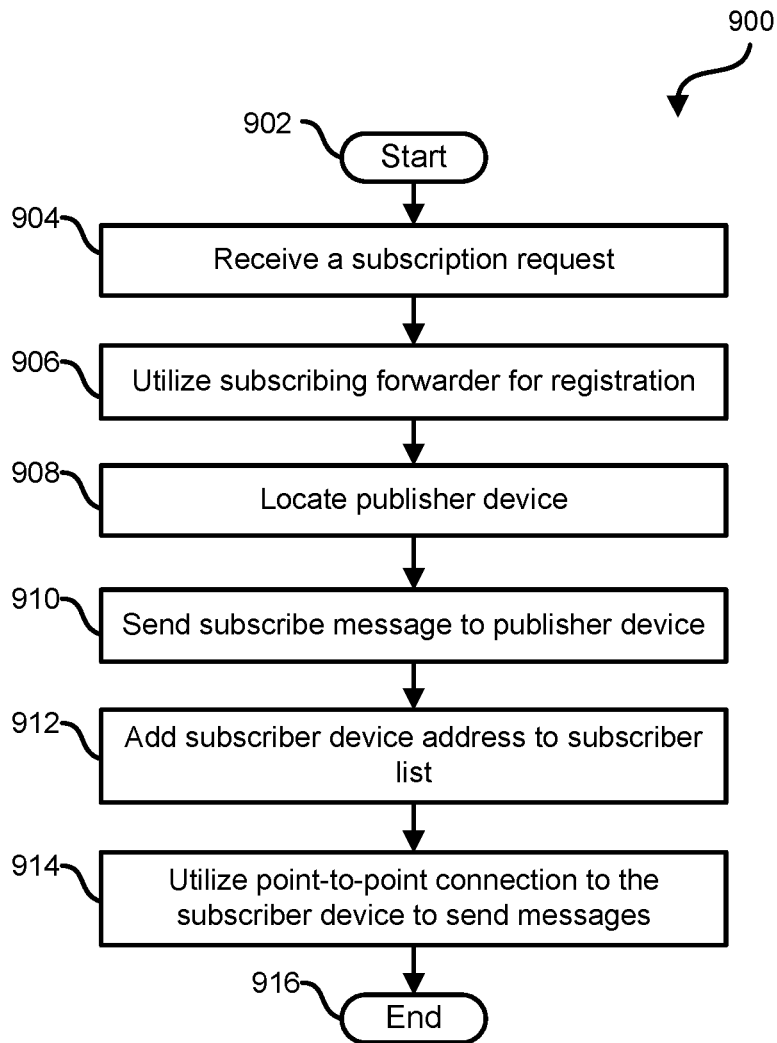 900
902
Start
904
Receive a subscription request
906
Utilize subscribing forwarder for registration
908
Locate publisher device
910
Send subscribe message to publisher device
912
Add subscriber device address to subscriber
list
914
Utilize point-to-point connection to the
subscriber device to send messages
916
End